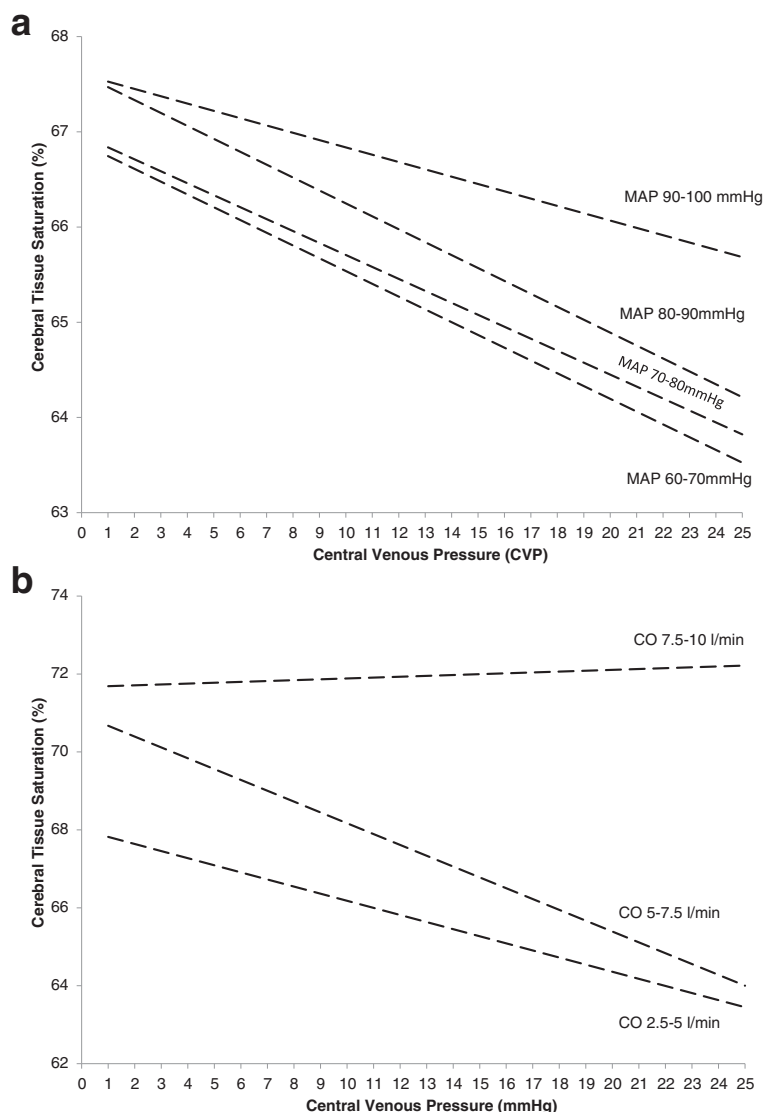 a
68
67
66
65
64
63
Cerebral Tissue Saturation (%)
MAP 90-100 mmHg
MAP 80-90mmHg
MAP 70-80mmHg
MAP 60-70mmHg
0 1 2 3 4 5 6 7 8 9 10 11 12 13 14 15 16 17 18 19 20 21 22 23 24 25
Central Venous Pressure (CVP)
b
74
72
70
68
66
64
62
Cerebral Tissue Saturation (%)
CO 7.5-10 l/min
CO 5-7.5 l/min
CO 2.5-5 l/min
0 1 2 3 4 5 6 7 8 9 10 11 12 13 14 15 16 17 18 19 20 21 22 23 24 25
Central Venous Pressure (mmHg)